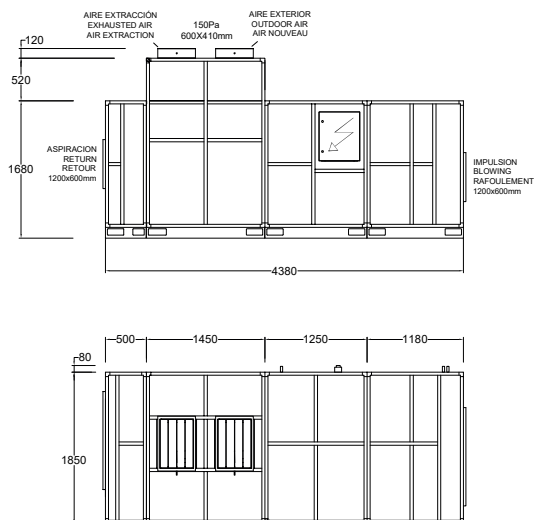 AIRE EXTRACCIÓN
EXHAUSTED AIR
AIR EXTRACTION
150Pa
600X410mm
AIRE EXTERIOR
OUTDOOR AIR
AIR NOUVEAU
120
520
1680
ASPIRACION
RETURN
RETOUR
1200x600mm
IMPULSION
BLOWING
RAFOULEMENT
1200x600mm
4380
500
1450
1250
1180
80
1850